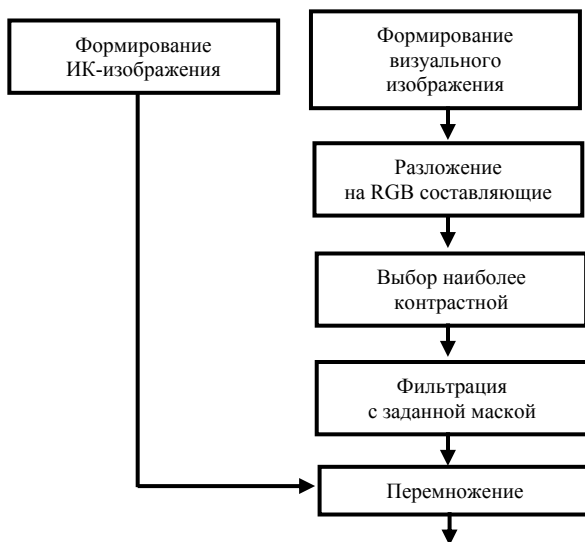 Формирование
ИК-изображения
Формирование
визуального
изображения
Разложение
на RGB составляющие
Выбор наиболее
контрастной
Фильтрация
с заданной маской
Перемножение